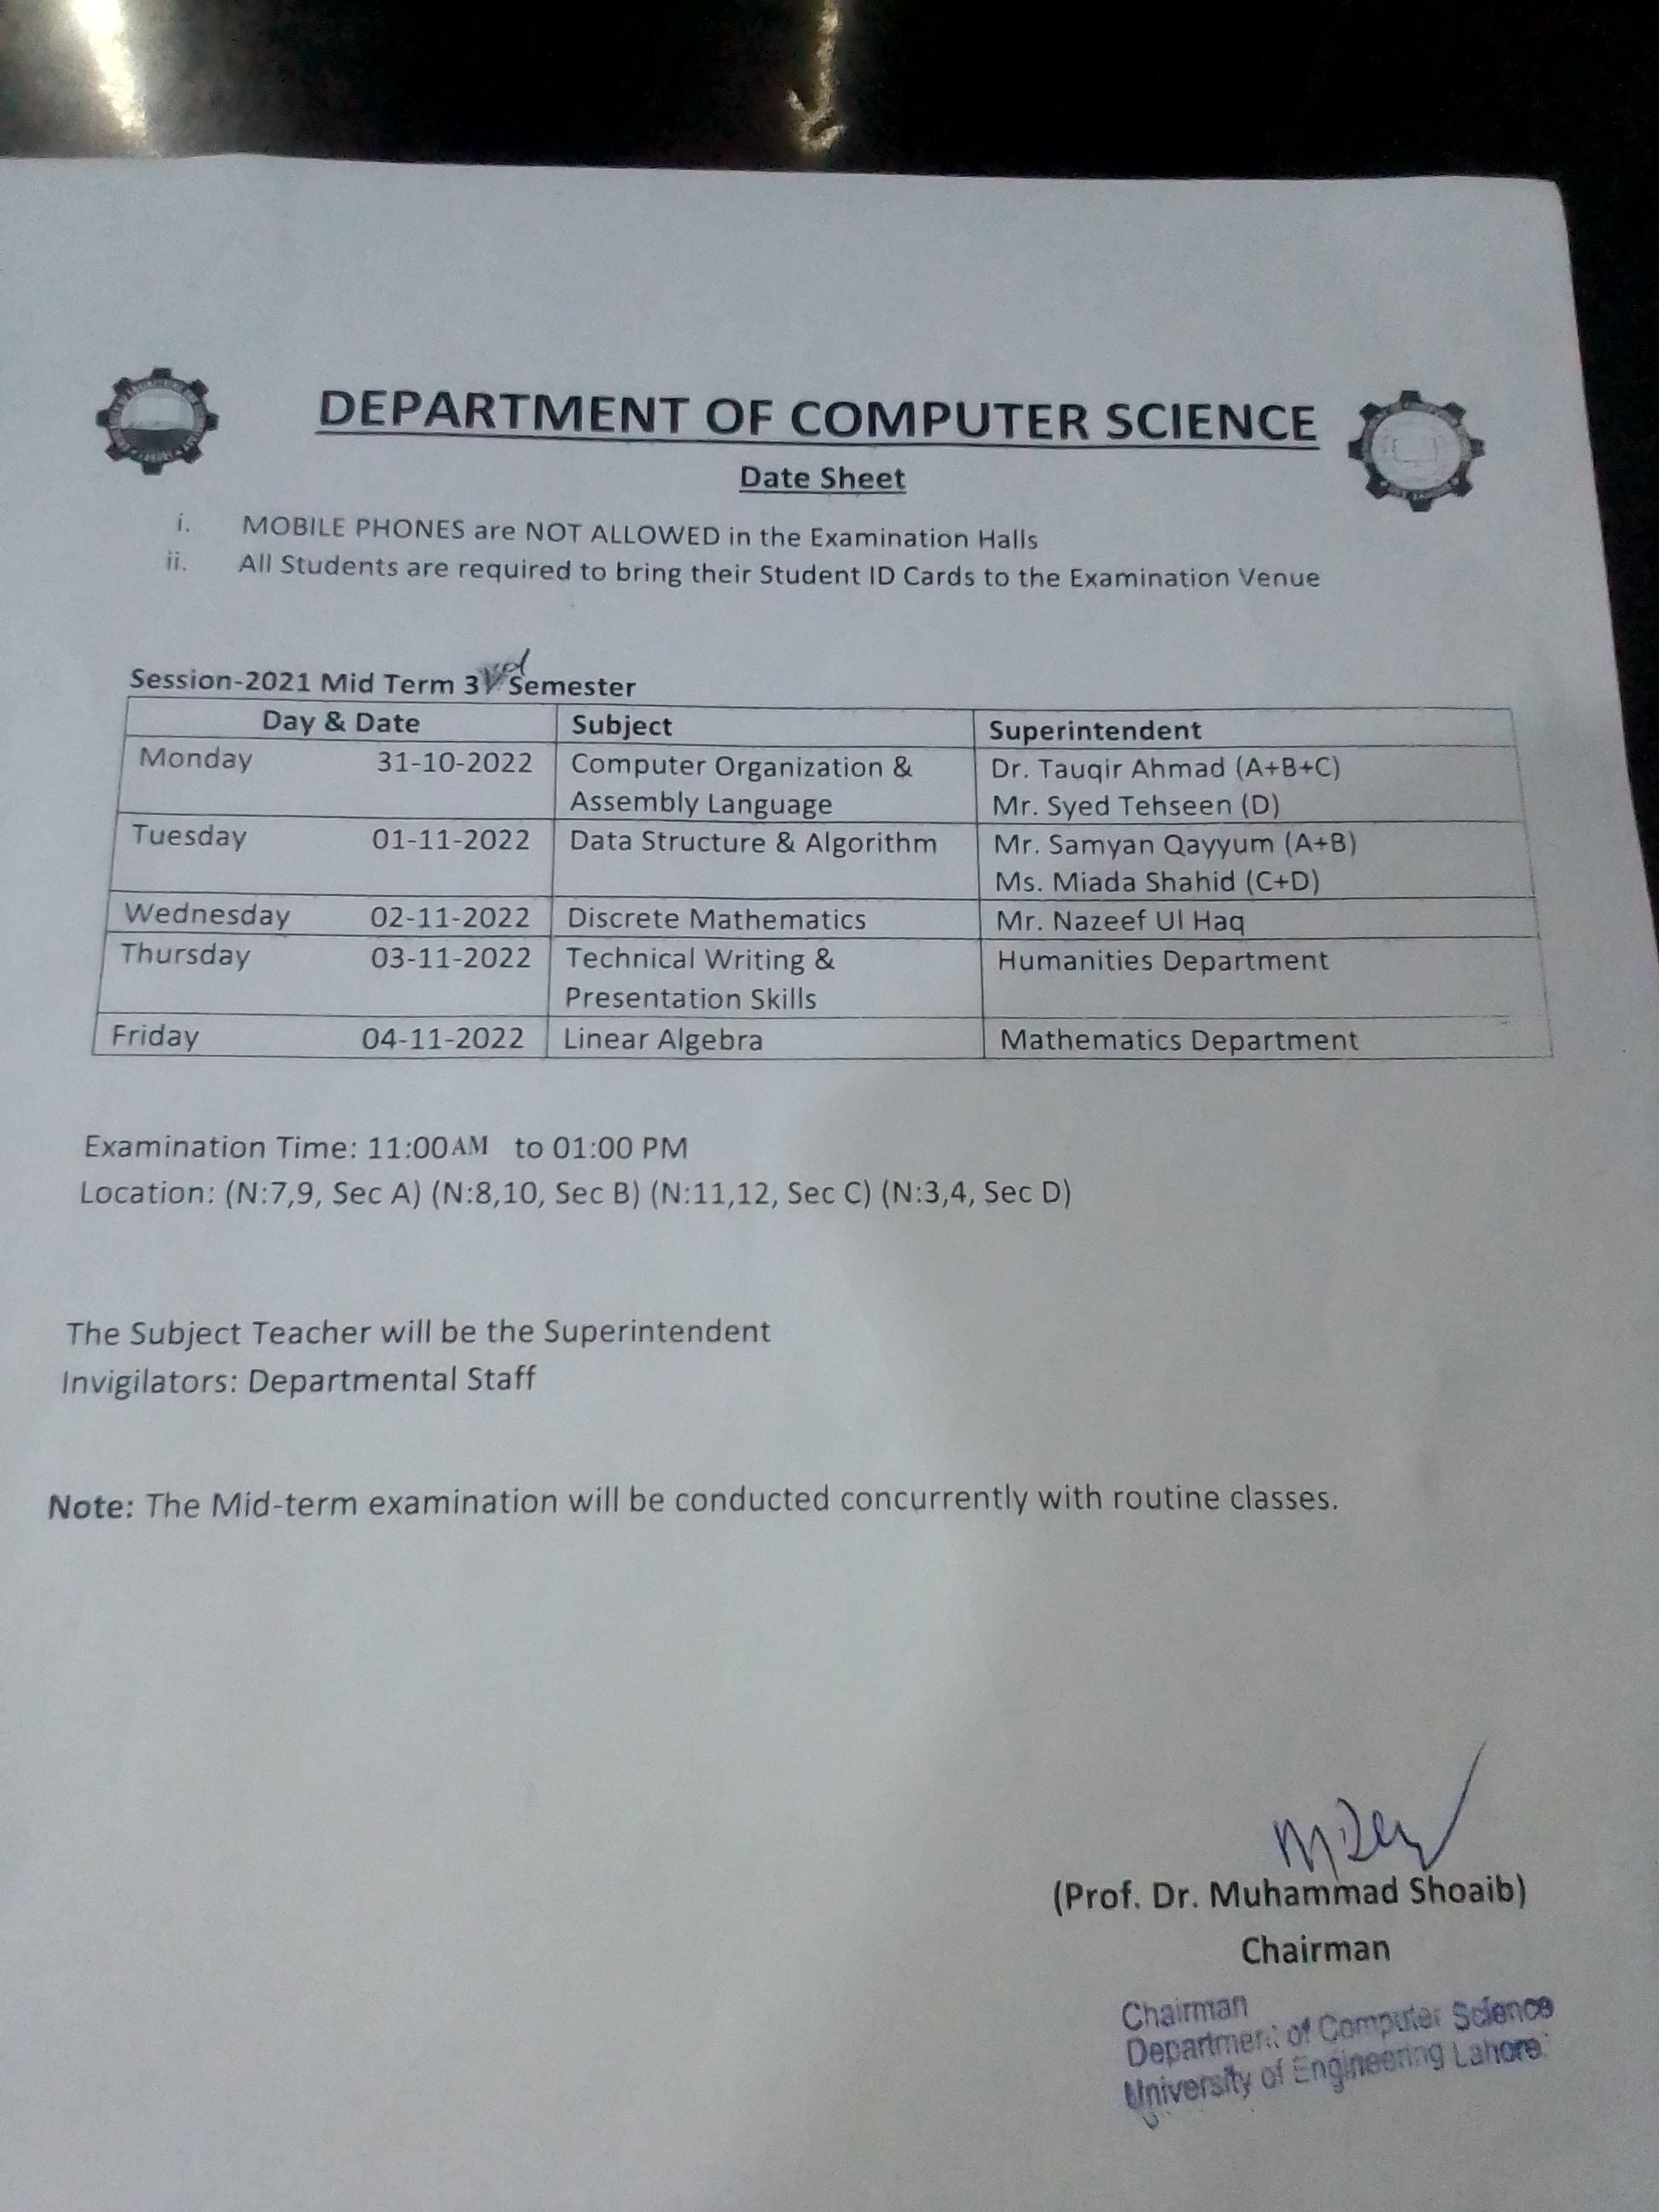 DEPARTMENT OF COMPUTER SCIENCE
Date Sheet
i. MOBILE PHONES are NOT ALLOWED in the Examination Halls
ii. All Students are required to bring their Student ID Cards to the Examination Venue
Session-2021 Mid Term 3rd Semester
Day & Date Subject Superintendent
Monday 31-10-2022 Computer Organization & Dr. Tauqir Ahmad (A+B+C)
Assembly Language Mr. Syed Tehseen (D)
Tuesday 01-11-2022 Data Structure & Algorithm Mr. Samyan Qayyum (A+B)
Ms. Miada Shahid (C+D)
Wednesday 02-11-2022 Discrete Mathematics Mr. Nazeef Ul Haq
Thursday 03-11-2022 Technical Writing & Humanities Department
Presentation Skills
Friday 04-11-2022 Linear Algebra Mathematics Department
Examination Time: 11:00AM to 01:00 PM
Location: (N:7,9, Sec A) (N:8,10, Sec B) (N:11,12, Sec C) (N:3,4, Sec D)
The Subject Teacher will be the Superintendent
Invigilators: Departmental Staff
Note: The Mid-term examination will be conducted concurrently with routine classes.
(Prof. Dr. Muhammad Shoaib)
Chairman
Chairman
Department of Computer Science
University of Engineering Lahore.